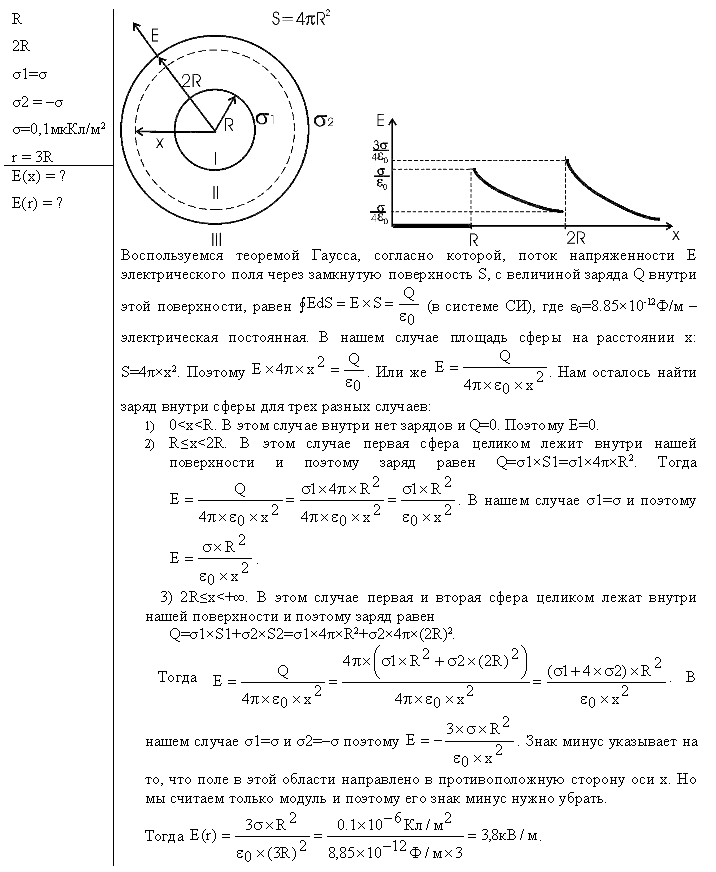 R
2R
σ1=σ
σ2 = –σ
σ=0,1мкКл/м²
r = 3R
E(x) = ?
E(r) = ?
S=4πR²
E
2R
R
σ₁
σ₂
x
I
II
III
E
3σ/4ε₀
σ/ε₀
σ/4ε₀
R
2R
x
Воспользуемся теоремой Гаусса, согласно которой, поток напряженности E
электрического поля через замкнутую поверхность S, с величиной заряда Q внутри
этой поверхности, равен ∮EdS = E×S = Q/ε₀ (в системе СИ), где ε₀=8.85×10⁻¹²Ф/м –
электрическая постоянная. В нашем случае площадь сферы на расстоянии x:
S=4π×x². Поэтому E×4π×x² = Q/ε₀. Или же E = Q/(4π×ε₀×x²). Нам осталось найти
заряд внутри сферы для трех разных случаев:
1) 0<x<R. В этом случае внутри нет зарядов и Q=0. Поэтому E=0.
2) R≤x<2R. В этом случае первая сфера целиком лежит внутри нашей
поверхности и поэтому заряд равен Q=σ1×S1=σ1×4π×R². Тогда
E = Q/(4π×ε₀×x²) = (σ1×4π×R²)/(4π×ε₀×x²) = (σ1×R²)/(ε₀×x²). В нашем случае σ1=σ и поэтому
E = (σ×R²)/(ε₀×x²).
3) 2R≤x<+∞. В этом случае первая и вторая сфера целиком лежат внутри
нашей поверхности и поэтому заряд равен
Q=σ1×S1+σ2×S2=σ1×4π×R²+σ2×4π×(2R)².
Тогда E = Q/(4π×ε₀×x²) = 4π×(σ1×R²+σ2×(2R)²)/(4π×ε₀×x²) = ((σ1+4×σ2)×R²)/(ε₀×x²). В
нашем случае σ1=σ и σ2=–σ поэтому E = –(3×σ×R²)/(ε₀×x²). Знак минус указывает на
то, что поле в этой области направлено в противоположную сторону оси x. Но
мы считаем только модуль и поэтому его знак минус нужно убрать.
Тогда E(r) = (3σ×R²)/(ε₀×(3R)²) = (0.1×10⁻⁶Кл/м²)/(8,85×10⁻¹²Ф/м×3) = 3,8кВ/м.